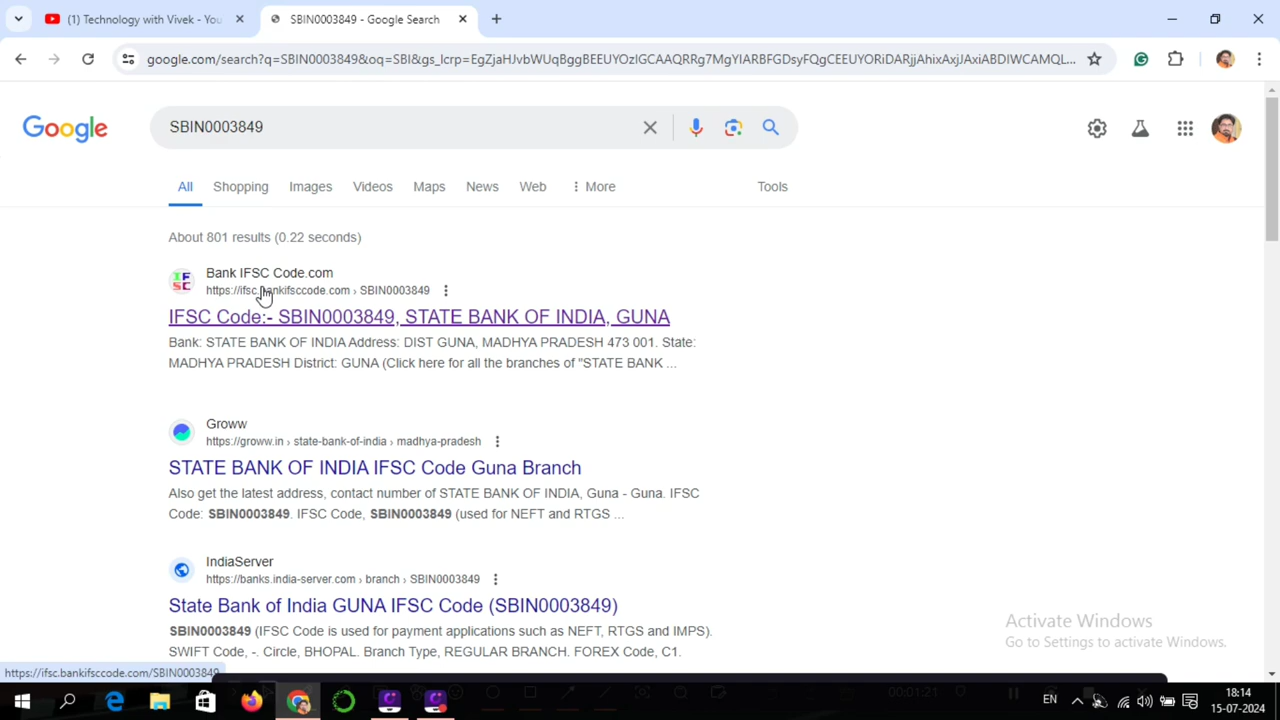 (1) Technology with Vivek - You
SBIN0003849 - Google Search
google.com/search?q=SBIN0003849&oq=SBI&gs_lcrp=EgZjaHJvbWUqBggBEEUYOzIGCAAQRRg7MgYIARBFGDsyFQgCEEUYORiDARjjAhixAxjJAxiABDIWCAMQL...
Google
SBIN0003849
All
Shopping
Images
Videos
Maps
News
Web
More
Tools
About 801 results (0.22 seconds)
IFSC
Bank IFSC Code.com
https://ifsc.bankifsccode.com › SBIN0003849
IFSC Code:- SBIN0003849, STATE BANK OF INDIA, GUNA
Bank: STATE BANK OF INDIA Address: DIST GUNA, MADHYA PRADESH 473 001. State:
MADHYA PRADESH District: GUNA (Click here for all the branches of "STATE BANK ...
Groww
https://groww.in › state-bank-of-india › madhya-pradesh
STATE BANK OF INDIA IFSC Code Guna Branch
Also get the latest address, contact number of STATE BANK OF INDIA, Guna - Guna. IFSC
Code: SBIN0003849. IFSC Code, SBIN0003849 (used for NEFT and RTGS ...
IndiaServer
https://banks.india-server.com › branch › SBIN0003849
State Bank of India GUNA IFSC Code (SBIN0003849)
SBIN0003849 (IFSC Code is used for payment applications such as NEFT, RTGS and IMPS).
SWIFT Code, -. Circle, BHOPAL. Branch Type, REGULAR BRANCH. FOREX Code, C1.
Activate Windows
Go to Settings to activate Windows.
https://ifsc.bankifsccode.com/SBIN0003849
00:01:21
EN
18:14
15-07-2024